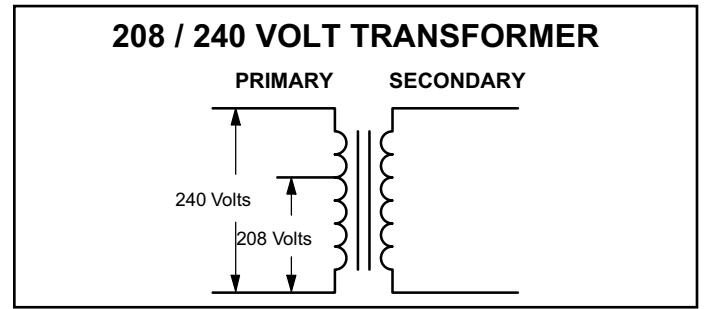 208 / 240 VOLT TRANSFORMER
PRIMARY SECONDARY
240 Volts
208 Volts